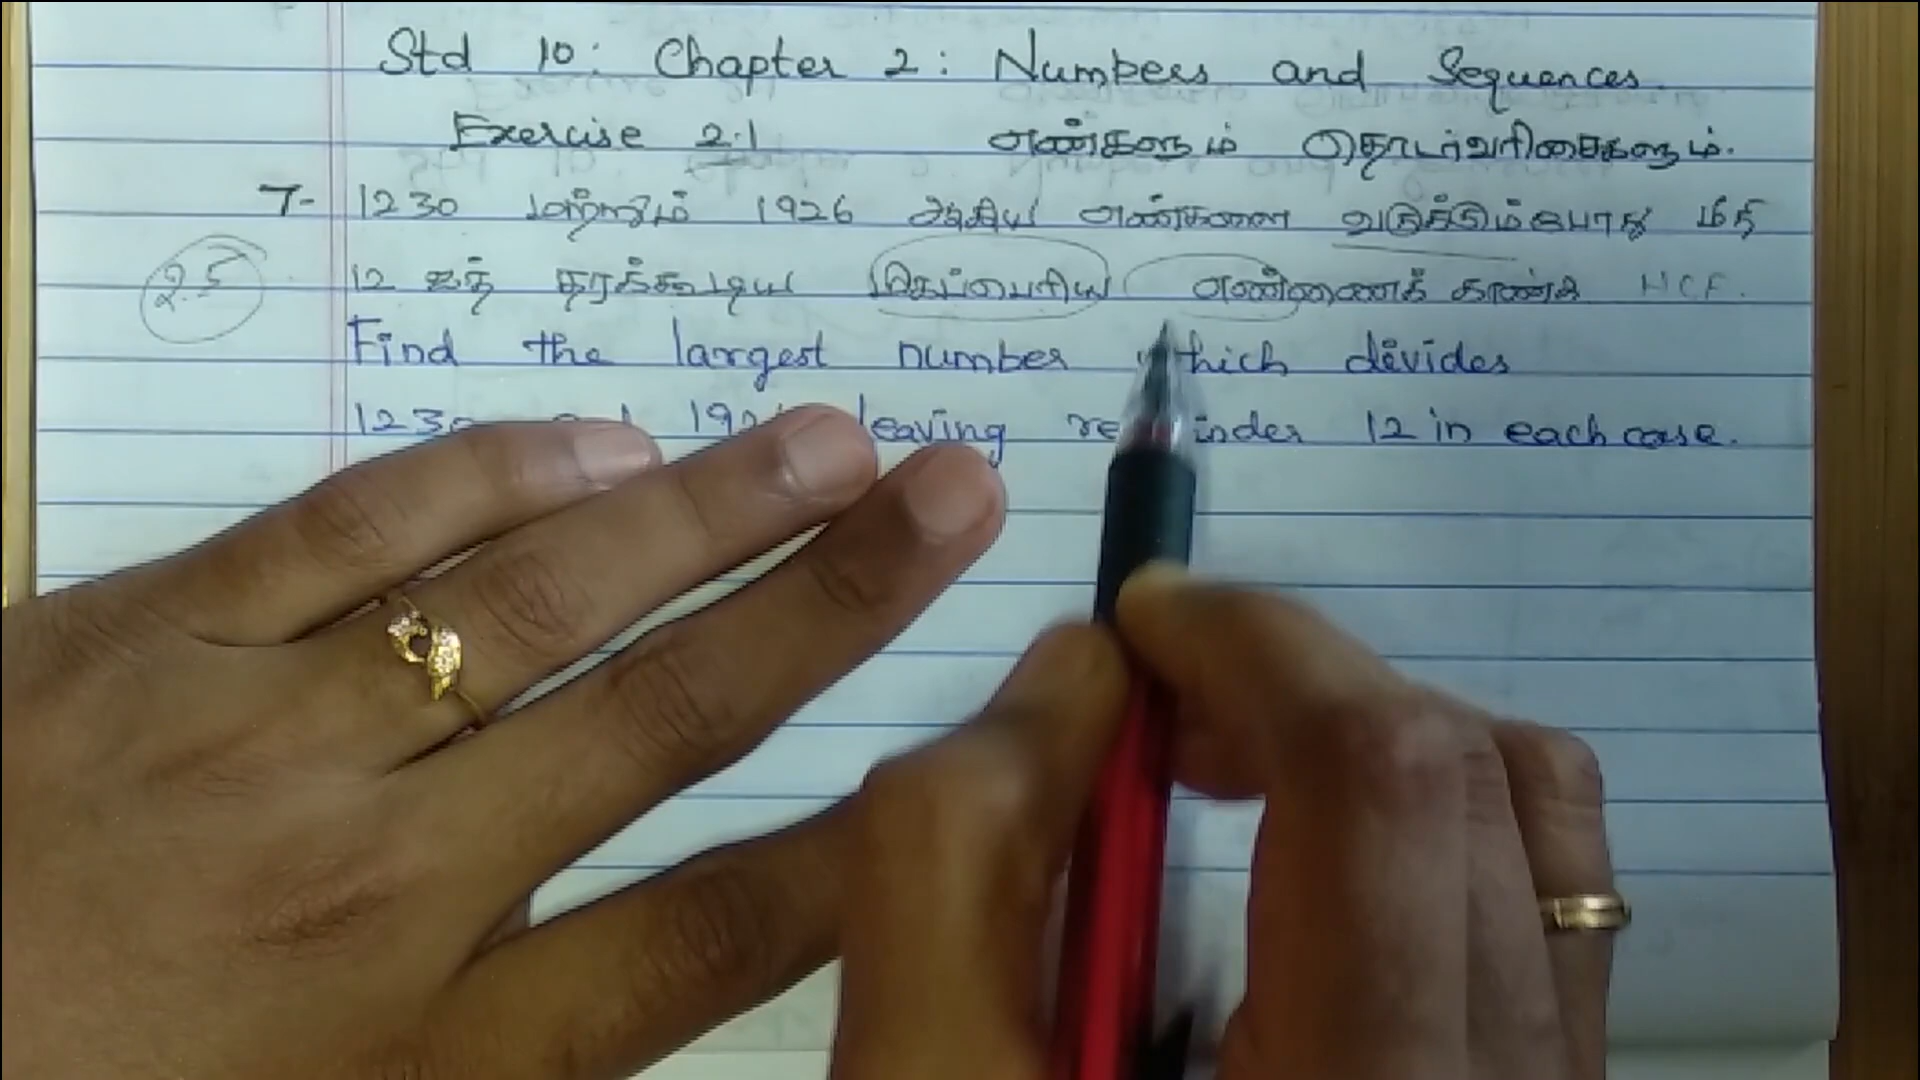 Std 10: Chapter 2: Numbers and Sequences.
Exercise 2.1 எண்களும் தொடர்வரிசைகளும்.
7- 1230 மற்றும் 1926 ஆகிய எண்களை வகுக்கும்போது மீதி
25 12 ஐத் தரக்கூடிய மிகப்பெரிய எண்ணைக் காண்க HCF.
Find the largest number which divides
1230 leaving 12 in each case.